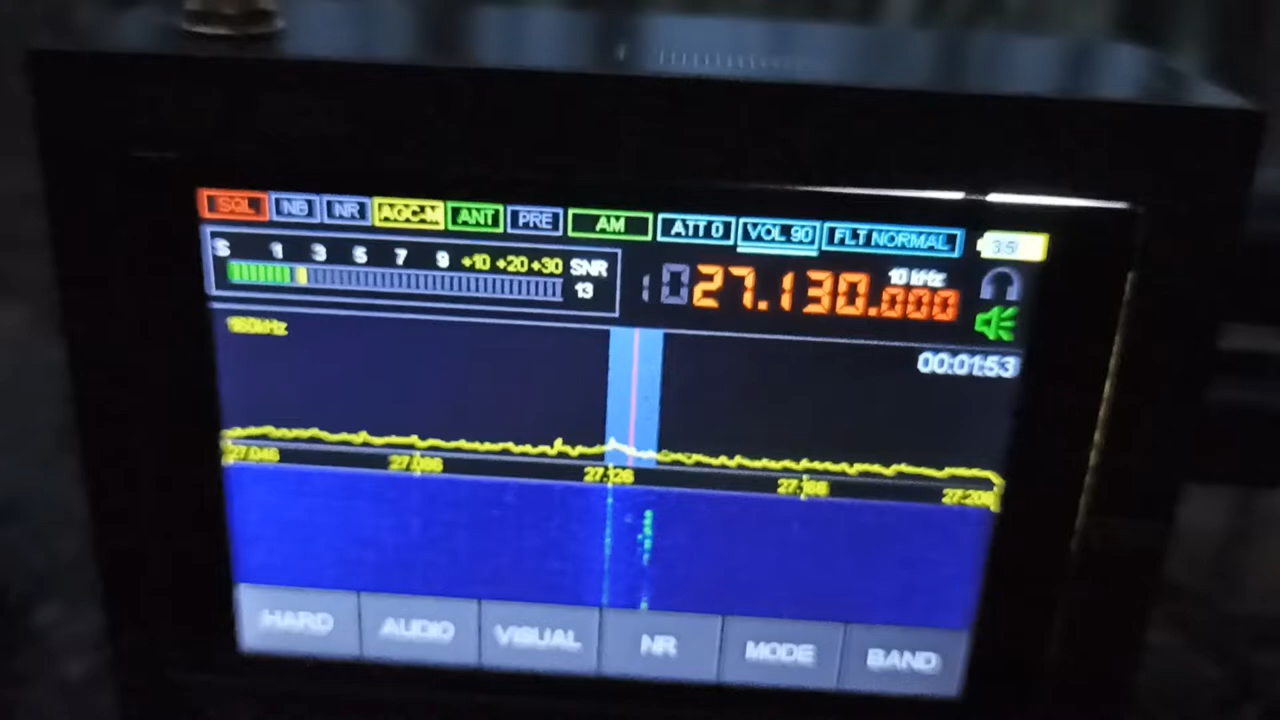 SQL NB NR AGC-M ANT PRE AM ATT 0 VOL 90 FLT NORMAL
S 1 3 5 7 9 +10 +20 +30 SNR
13
10 kHz
27.130.000
160kHz
00:01:53
27.046 27.086 27.126 27.166 27.206
HARD AUDIO VISUAL NR MODE BAND